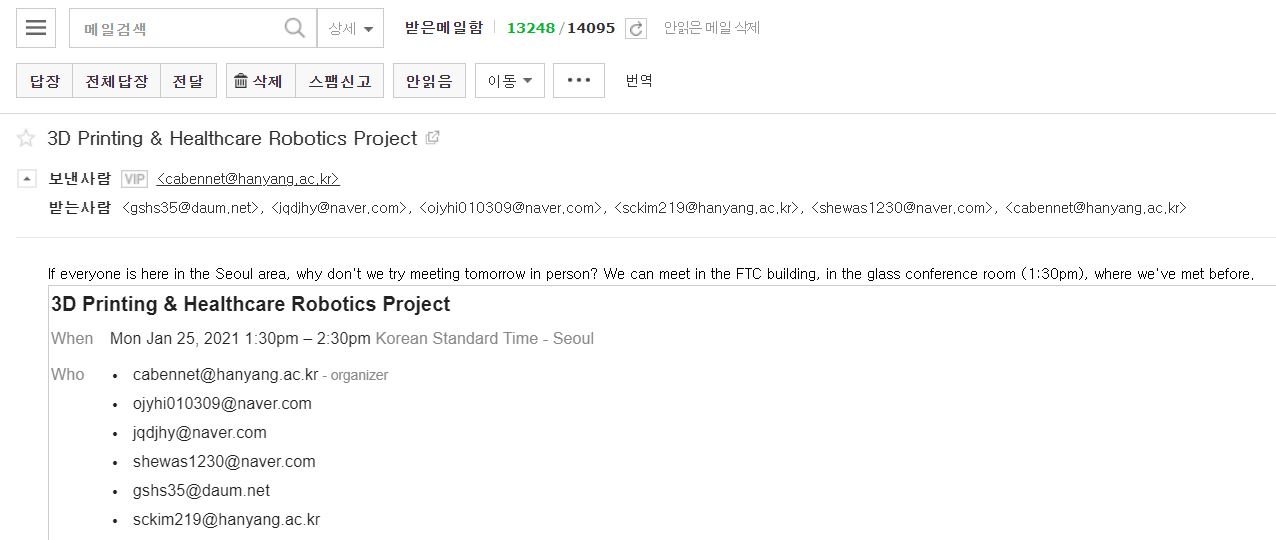 메일검색 상세 받은메일함 13248/14095 안읽은 메일 삭제
답장 전체답장 전달 삭제 스팸신고 안읽음 이동 ••• 번역
3D Printing & Healthcare Robotics Project
보낸사람 VIP <cabennet@hanyang.ac.kr>
받는사람 <gshs35@daum.net>, <jqdjhy@naver.com>, <ojyhi010309@naver.com>, <sckim219@hanyang.ac.kr>, <shewas1230@naver.com>, <cabennet@hanyang.ac.kr>
If everyone is here in the Seoul area, why don't we try meeting tomorrow in person? We can meet in the FTC building, in the glass conference room (1:30pm), where we've met before.
3D Printing & Healthcare Robotics Project
When Mon Jan 25, 2021 1:30pm – 2:30pm Korean Standard Time - Seoul
Who • cabennet@hanyang.ac.kr - organizer
• ojyhi010309@naver.com
• jqdjhy@naver.com
• shewas1230@naver.com
• gshs35@daum.net
• sckim219@hanyang.ac.kr